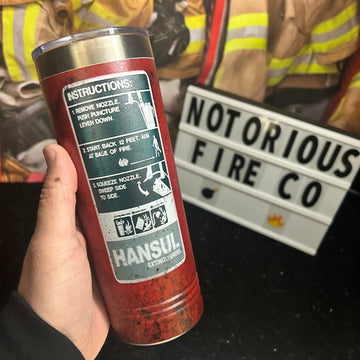 INSTRUCTIONS:
1. REMOVE NOZZLE.
PUSH PUNCTURE
LEVER DOWN.
2. START BACK 12 FEET, AIM
AT BASE OF FIRE.
3. SQUEEZE NOZZLE,
SWEEP SIDE
TO SIDE.
HANSUL
EXTINGUISHER
NOTORIOUS
FIRE CO